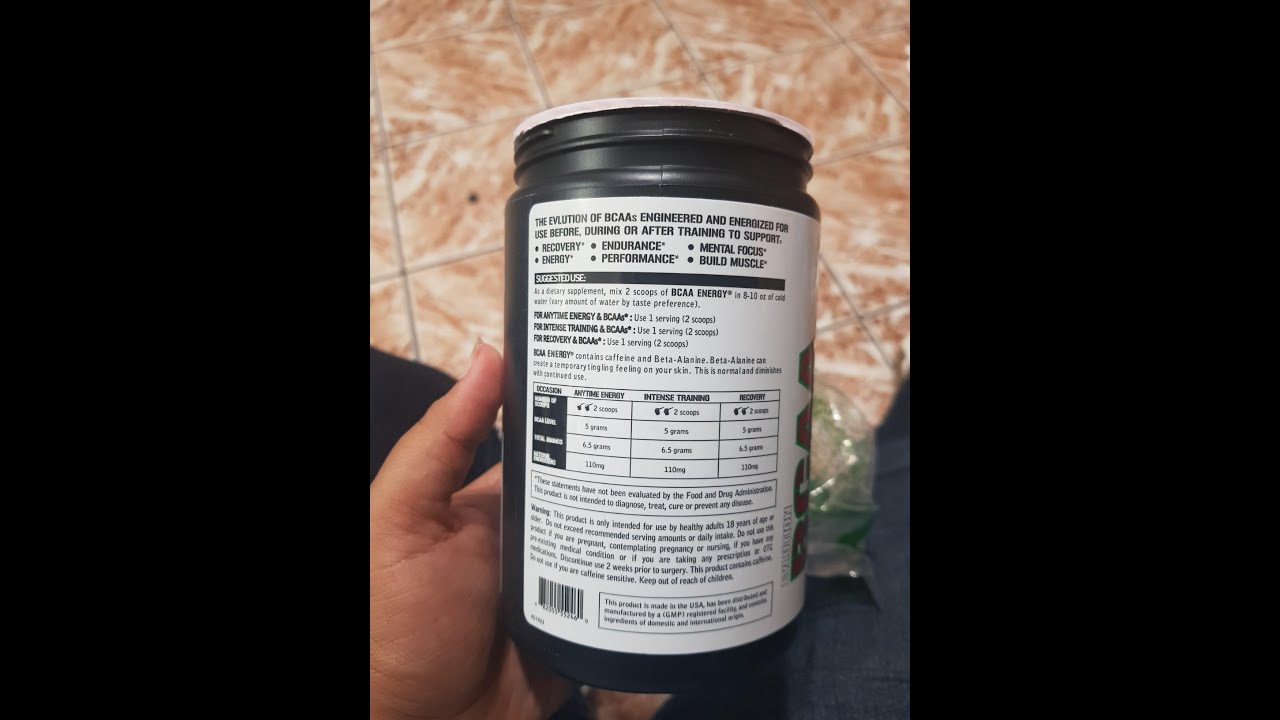 THE EVLUTION OF BCAAs ENGINEERED AND ENERGIZED FOR
USE BEFORE, DURING OR AFTER TRAINING TO SUPPORT:
• RECOVERY* • ENDURANCE* • MENTAL FOCUS*
• ENERGY* • PERFORMANCE* • BUILD MUSCLE*
SUGGESTED USE:
As a dietary supplement, mix 2 scoops of BCAA ENERGY® in 8-10 oz of cold
water (vary amount of water by taste preference).
FOR ANYTIME ENERGY & BCAAs*: Use 1 serving (2 scoops)
FOR INTENSE TRAINING & BCAAs*: Use 1 serving (2 scoops)
FOR RECOVERY & BCAAs*: Use 1 serving (2 scoops)
BCAA ENERGY® contains caffeine and Beta-Alanine. Beta-Alanine can
create a temporary tingling feeling on your skin. This is normal and diminishes
with continued use.
OCCASION ANYTIME ENERGY INTENSE TRAINING RECOVERY
NUMBER OF SCOOPS 2 scoops 2 scoops 2 scoops
BCAA LEVEL 5 grams 5 grams 5 grams
TOTAL AMINOS 6.5 grams 6.5 grams 6.5 grams
NATURAL ENERGIZERS 110mg 110mg 110mg
*These statements have not been evaluated by the Food and Drug Administration.
This product is not intended to diagnose, treat, cure or prevent any disease.
Warning: This product is only intended for use by healthy adults 18 years of age or
older. Do not exceed recommended serving amounts or daily intake. Do not use this
product if you are pregnant, contemplating pregnancy or nursing, if you have any
pre-existing medical condition or if you are taking any prescription or OTC
medications. Discontinue use 2 weeks prior to surgery. This product contains caffeine.
Do not use if you are caffeine sensitive. Keep out of reach of children.
This product is made in the USA, has been distributed and
manufactured by a (GMP) registered facility, and contains
ingredients of domestic and international origin.
BCAA